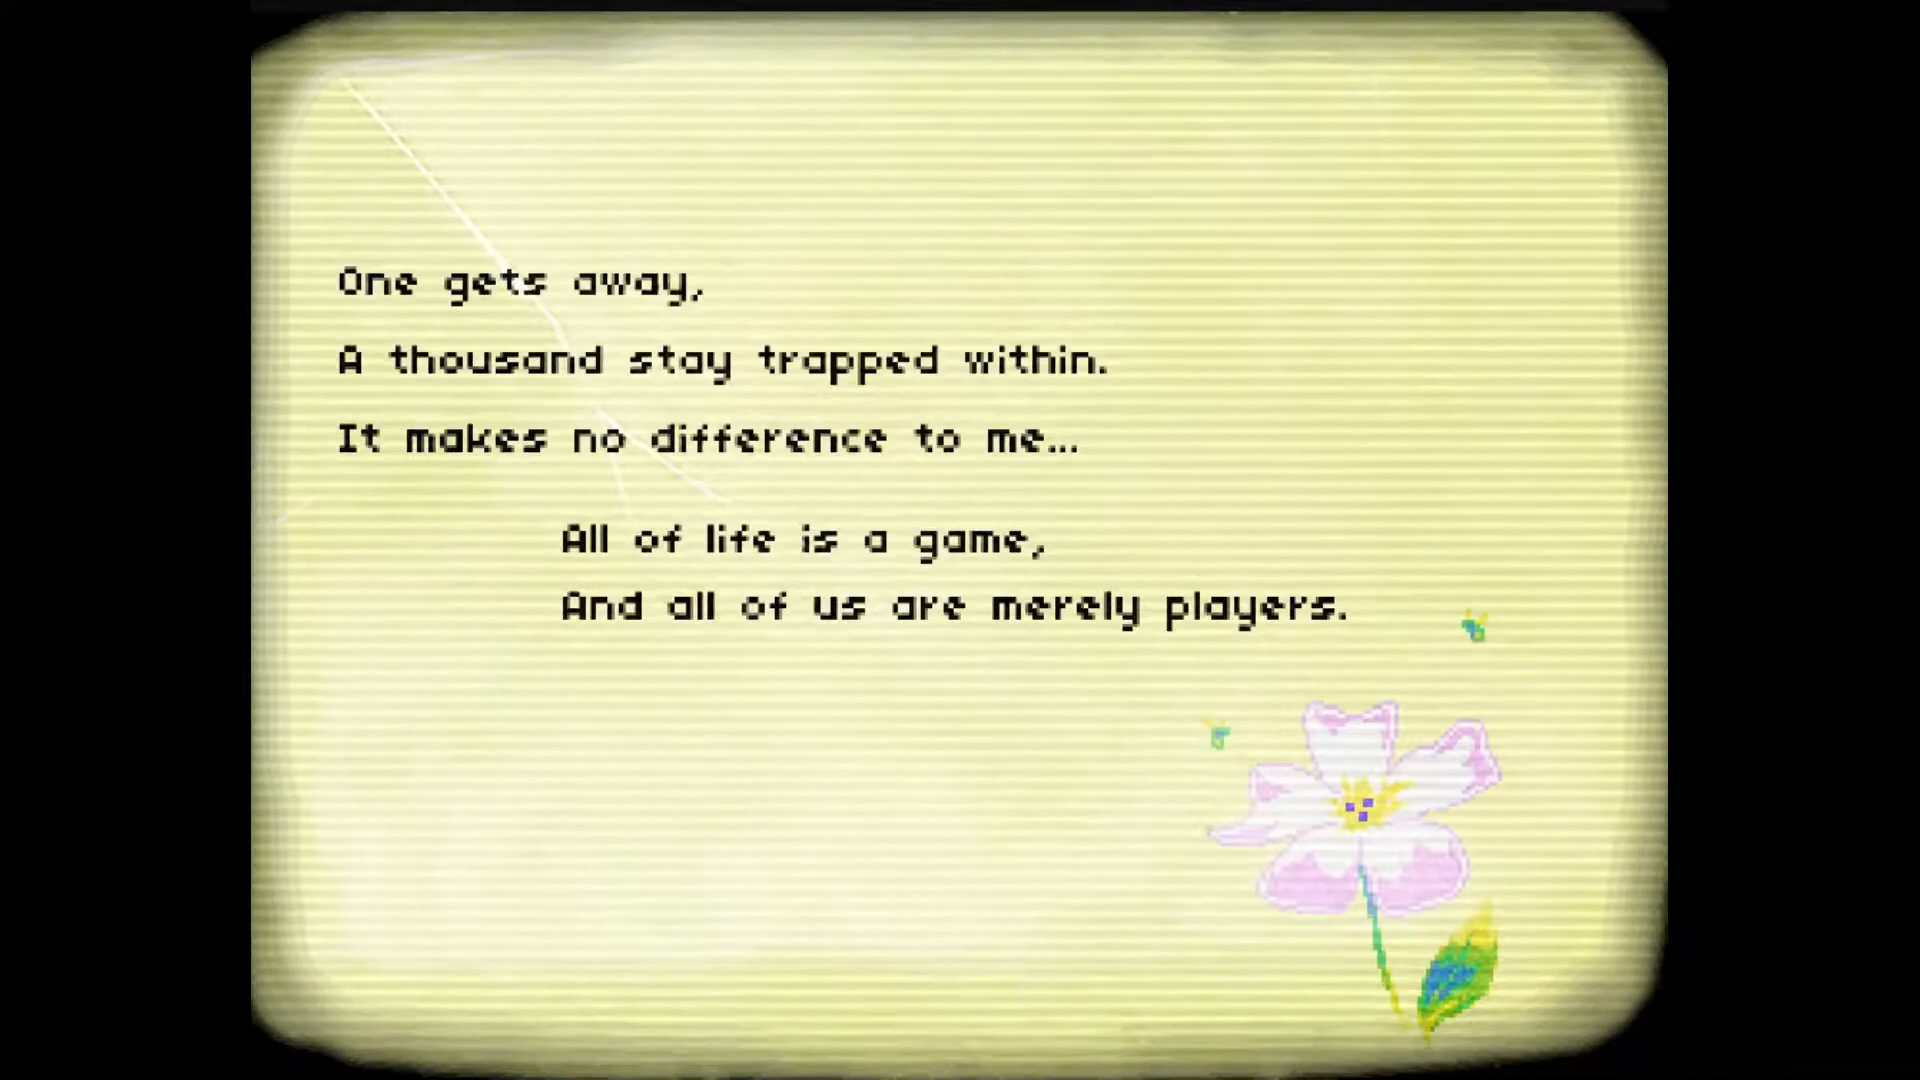 One gets away,
A thousand stay trapped within.
It makes no difference to me...
All of life is a game,
And all of us are merely players.